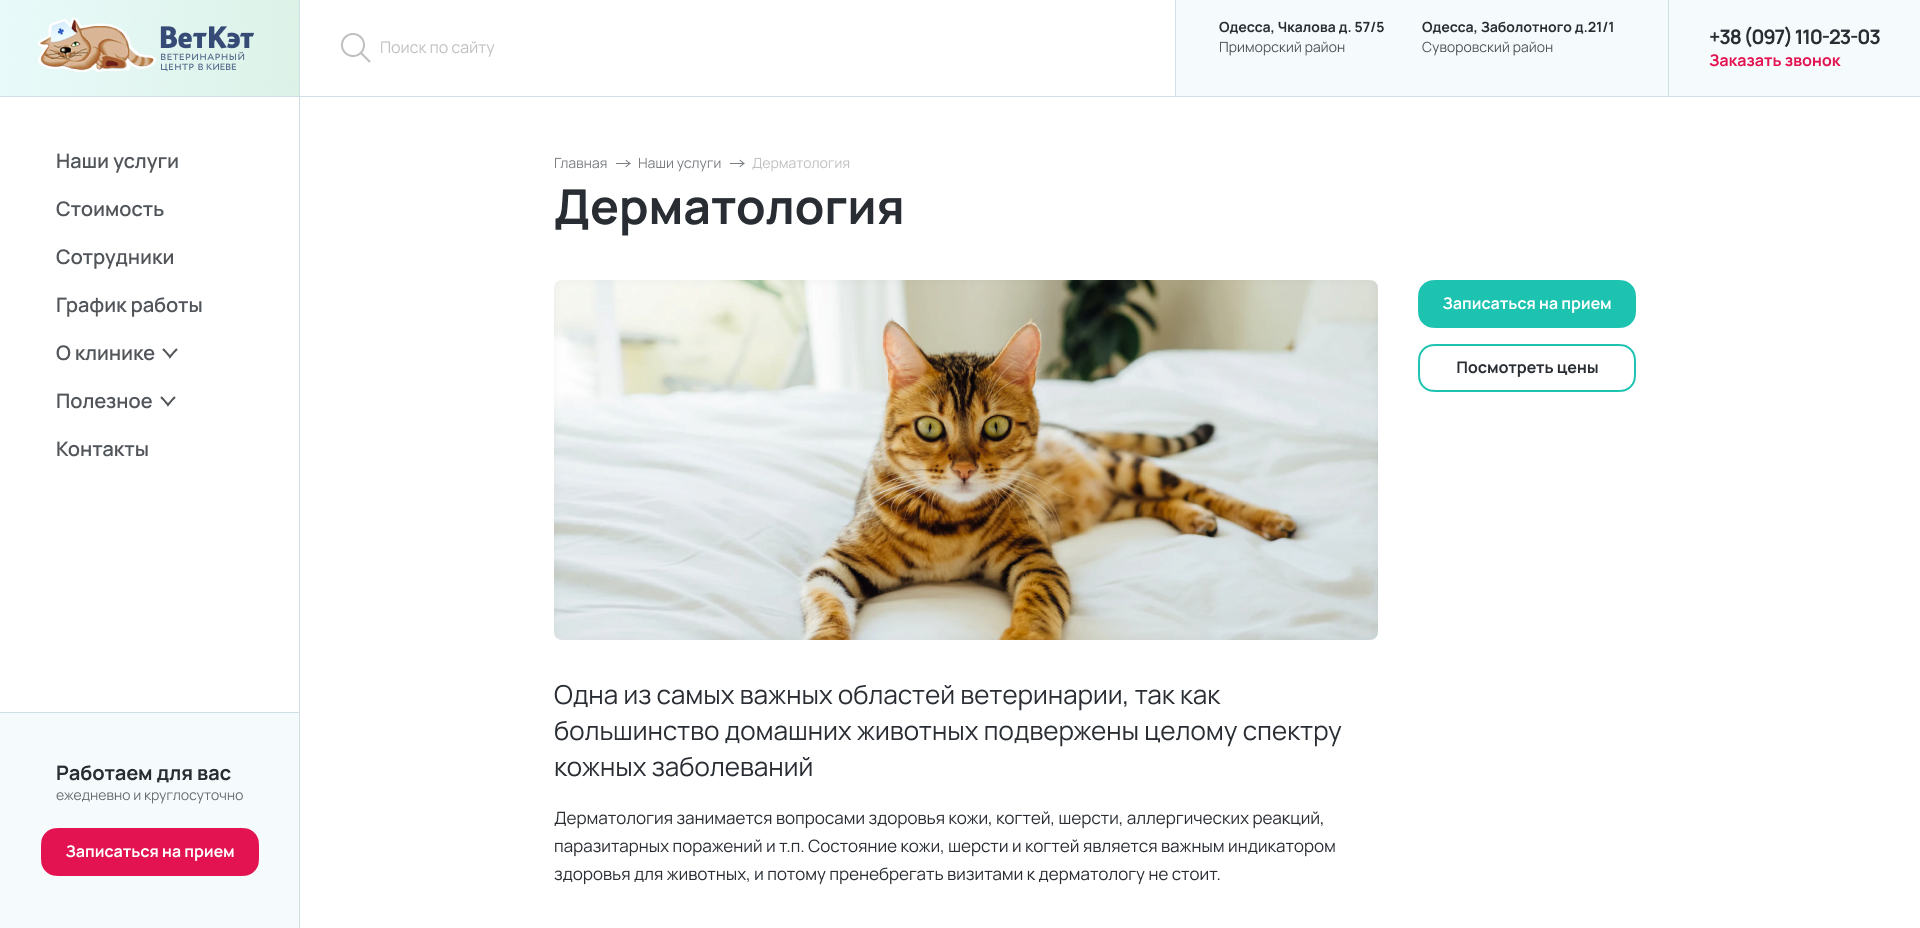 ВетКэт
ВЕТЕРИНАРНЫЙ
ЦЕНТР В КИЕВЕ
Поиск по сайту
Одесса, Чкалова д. 57/5
Приморский район
Одесса, Заболотного д.21/1
Суворовский район
+38 (097) 110-23-03
Заказать звонок
Наши услуги
Стоимость
Сотрудники
График работы
О клинике
Полезное
Контакты
Работаем для вас
ежедневно и круглосуточно
Записаться на прием
Главная → Наши услуги → Дерматология
Дерматология
Записаться на прием
Посмотреть цены
Одна из самых важных областей ветеринарии, так как
большинство домашних животных подвержены целому спектру
кожных заболеваний
Дерматология занимается вопросами здоровья кожи, когтей, шерсти, аллергических реакций,
паразитарных поражений и т.п. Состояние кожи, шерсти и когтей является важным индикатором
здоровья для животных, и потому пренебрегать визитами к дерматологу не стоит.